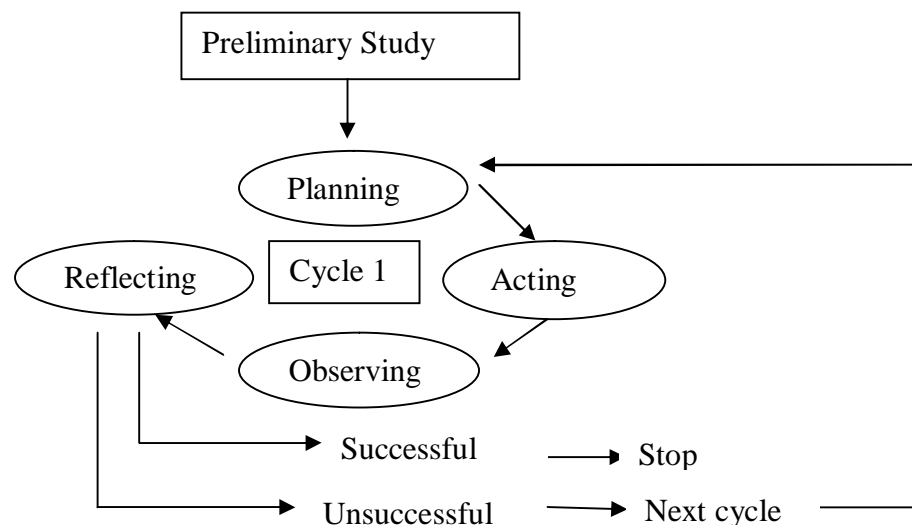 Preliminary Study
Planning
Reflecting
Cycle 1
Acting
Observing
Successful
Stop
Unsuccessful
Next cycle